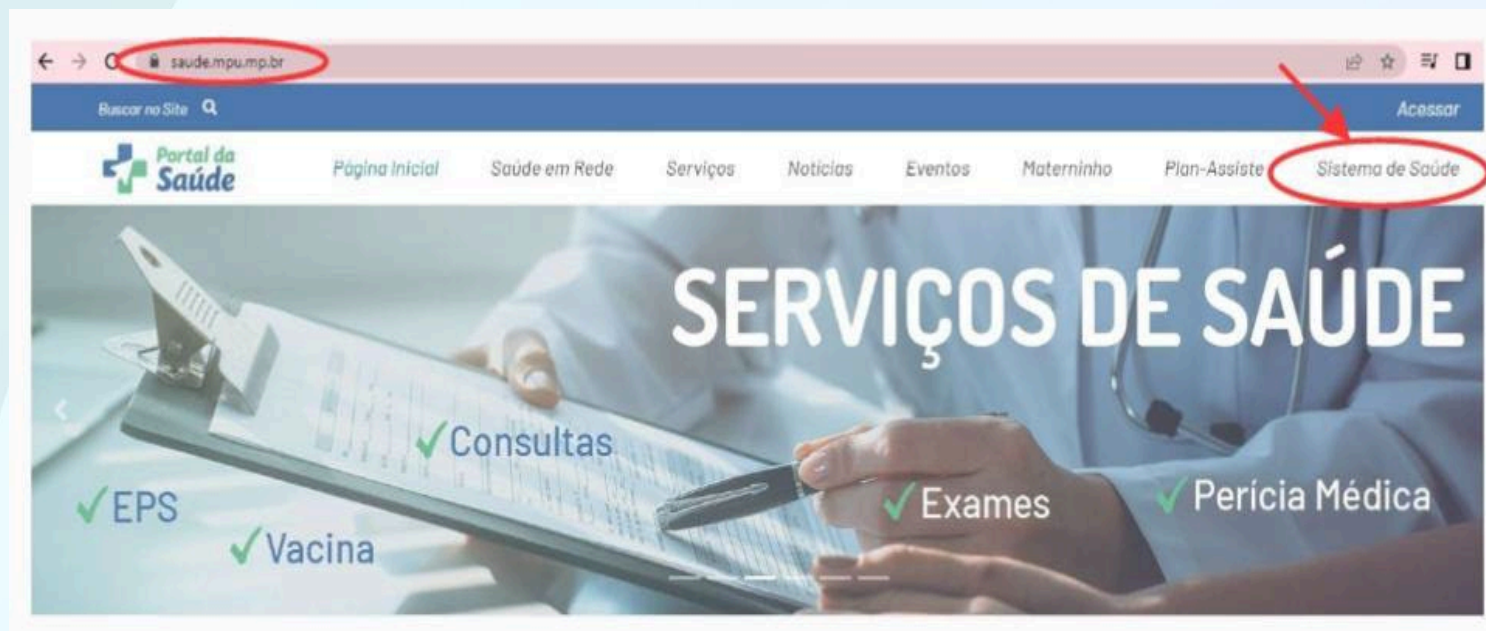 saude.mpu.mp.br
Buscar no Site
Acessar
Portal da
Saúde
Página Inicial
Saúde em Rede
Serviços
Notícias
Eventos
Materninho
Plan-Assiste
Sistema de Saúde
SERVIÇOS DE SAÚDE
Consultas
EPS
Exames
Perícia Médica
Vacina